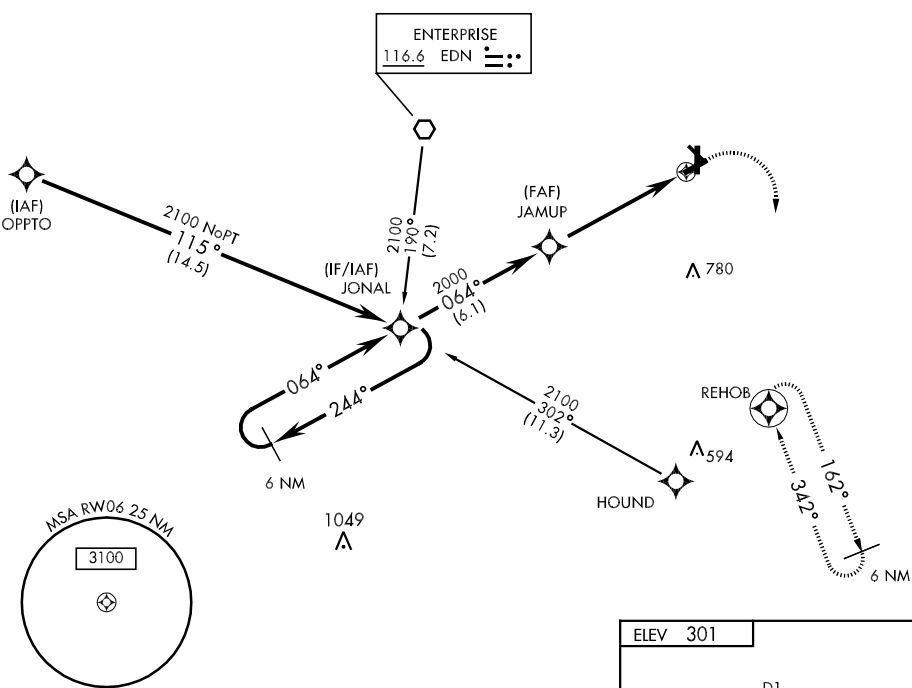 ENTERPRISE
116.6 EDN
(IAF)
OPPTO
2100 NoPT
115°
(14.5)
2100
190°
(7.2)
(FAF)
JAMUP
(IF/IAF)
JONAL
2000
064°
(6.1)
780
064°
244°
6 NM
2100
302°
(11.3)
REHOB
594
HOUND
162°
342°
6 NM
1049
MSA RW06 25 NM
3100
ELEV 301